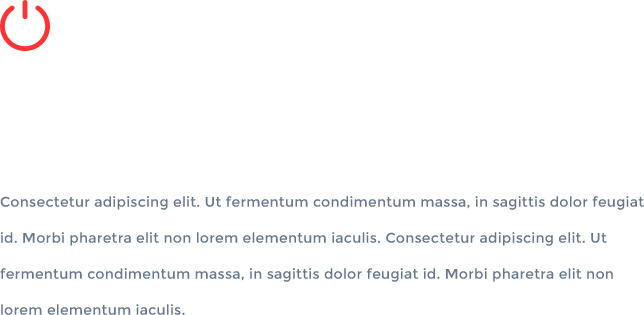 Consectetur adipiscing elit. Ut fermentum condimentum massa, in sagittis dolor feugiat
id. Morbi pharetra elit non lorem elementum iaculis. Consectetur adipiscing elit. Ut
fermentum condimentum massa, in sagittis dolor feugiat id. Morbi pharetra elit non
lorem elementum iaculis.